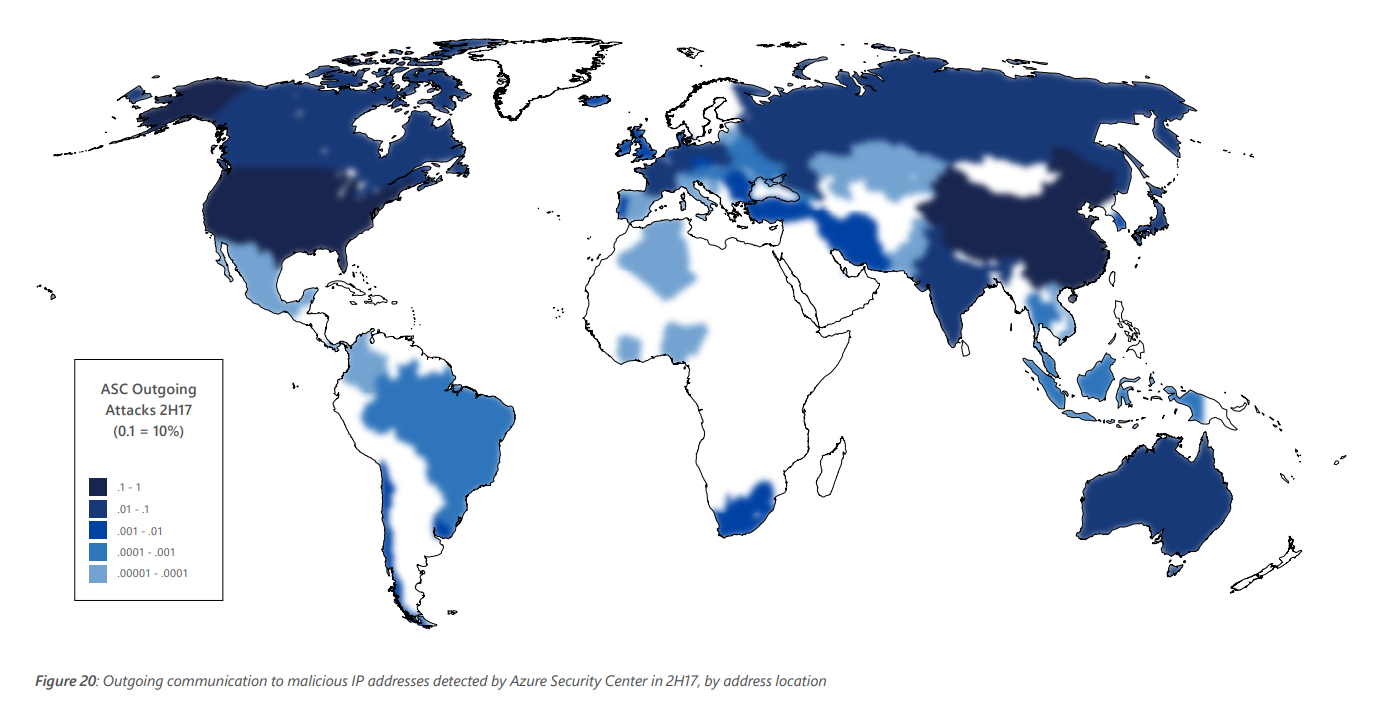 ASC Outgoing
Attacks 2H17
(0.1 = 10%)
.1 - 1
.01 - .1
.001 - .01
.0001 - .001
.00001 - .0001
Figure 20: Outgoing communication to malicious IP addresses detected by Azure Security Center in 2H17, by address location